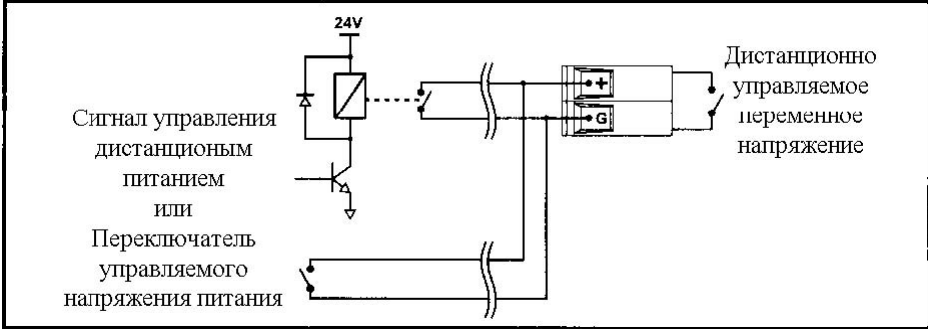 24V
Сигнал управления
дистанционым
питанием
или
Переключатель
управляемого
напряжения питания
+
G
Дистанционно
управляемое
переменное
напряжение